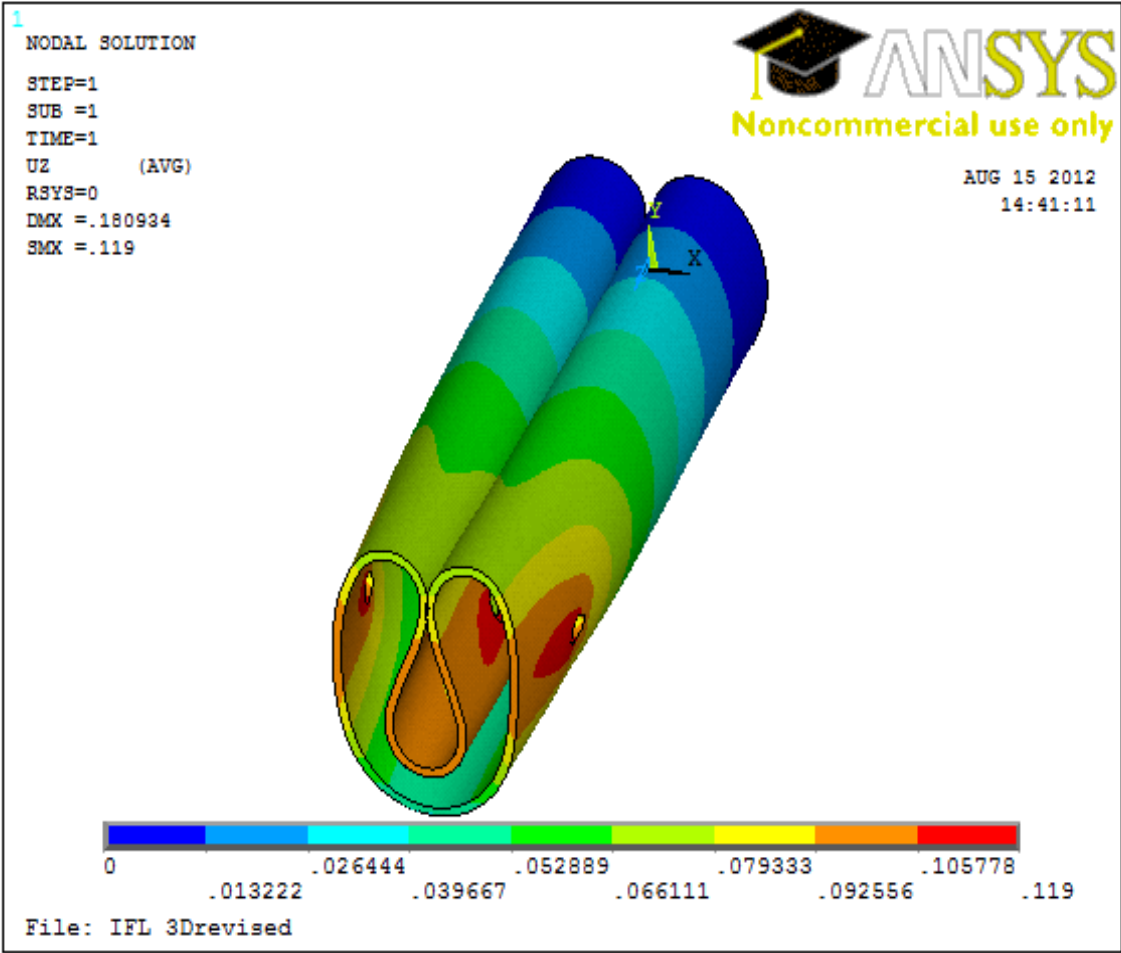 1
NODAL SOLUTION
STEP=1
SUB =1
TIME=1
UZ (AVG)
RSYS=0
DMX =.180934
SMX =.119
ANSYS
Noncommercial use only
AUG 15 2012
14:41:11
Y
X
Z
0 .026444 .052889 .079333 .105778
.013222 .039667 .066111 .092556 .119
File: IFL 3Drevised